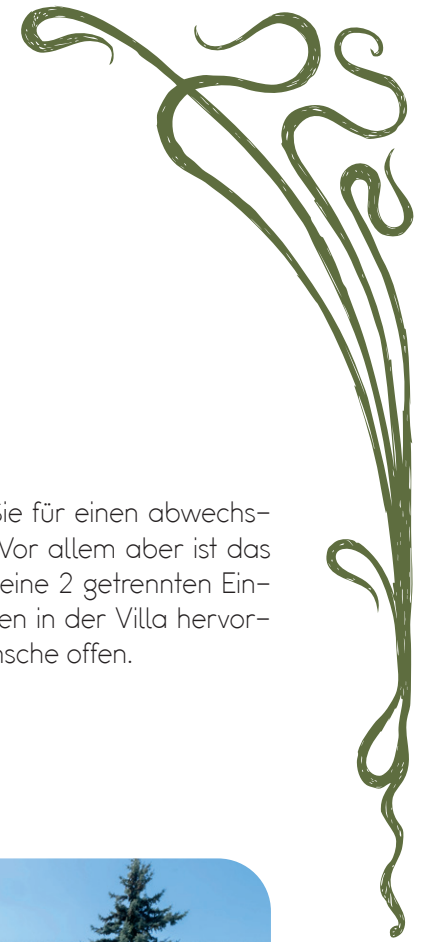 Sie für einen abwechs-
Vor allem aber ist das
eine 2 getrennten Ein-
en in der Villa hervor-
nsche offen.